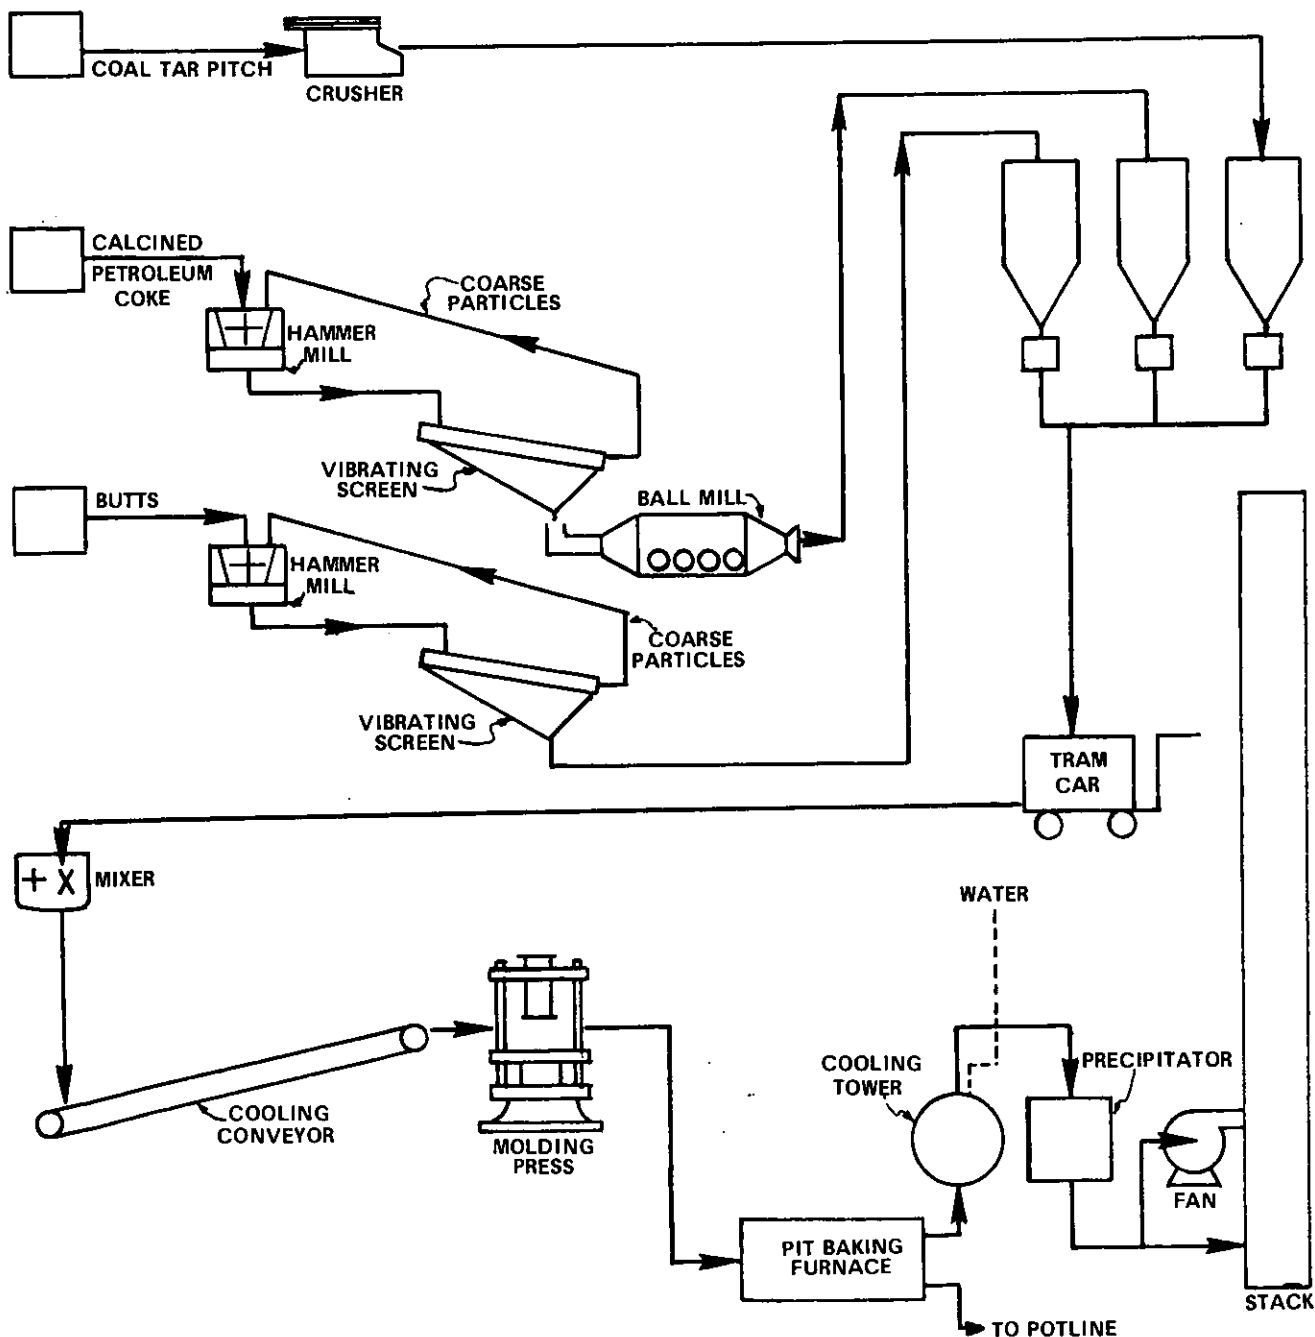 COAL TAR PITCH
CRUSHER
CALCINED
PETROLEUM
COKE
COARSE
PARTICLES
HAMMER
MILL
VIBRATING
SCREEN
BALL MILL
BUTTS
HAMMER
MILL
COARSE
PARTICLES
VIBRATING
SCREEN
TRAM
CAR
+ X MIXER
WATER
COOLING
CONVEYOR
MOLDING
PRESS
COOLING
TOWER
PRECIPITATOR
FAN
PIT BAKING
FURNACE
STACK
TO POTLINE